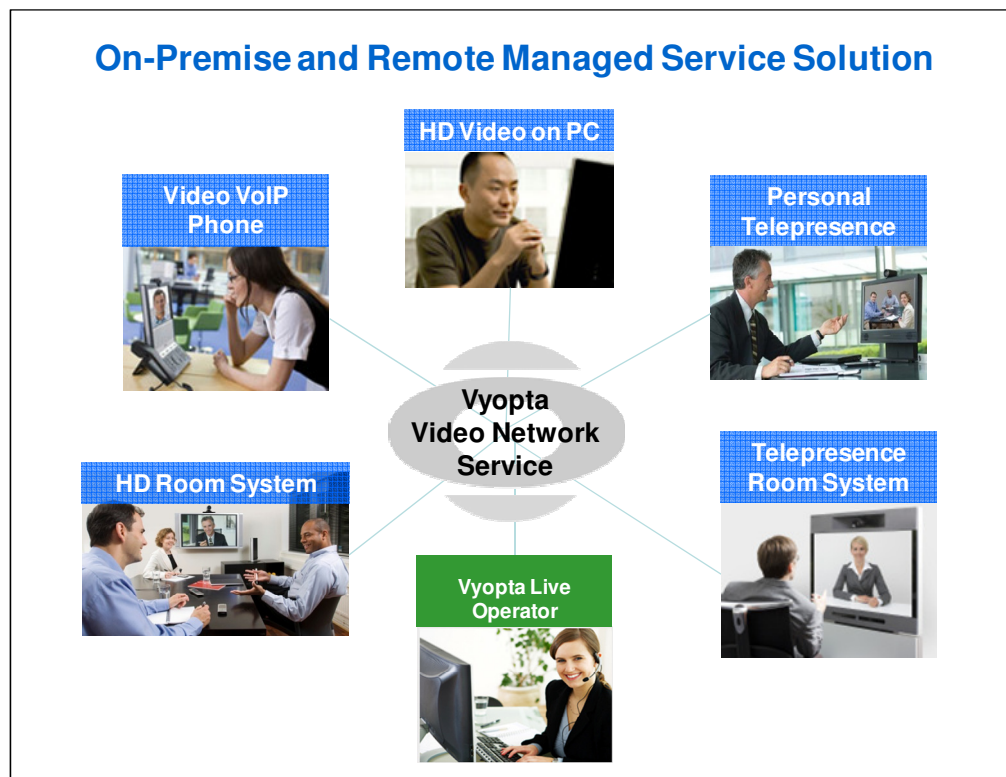 On-Premise and Remote Managed Service Solution
HD Video on PC
Video VoIP
Phone
Personal
Telepresence
Vyopta
Video Network
Service
HD Room System
Telepresence
Room System
Vyopta Live
Operator